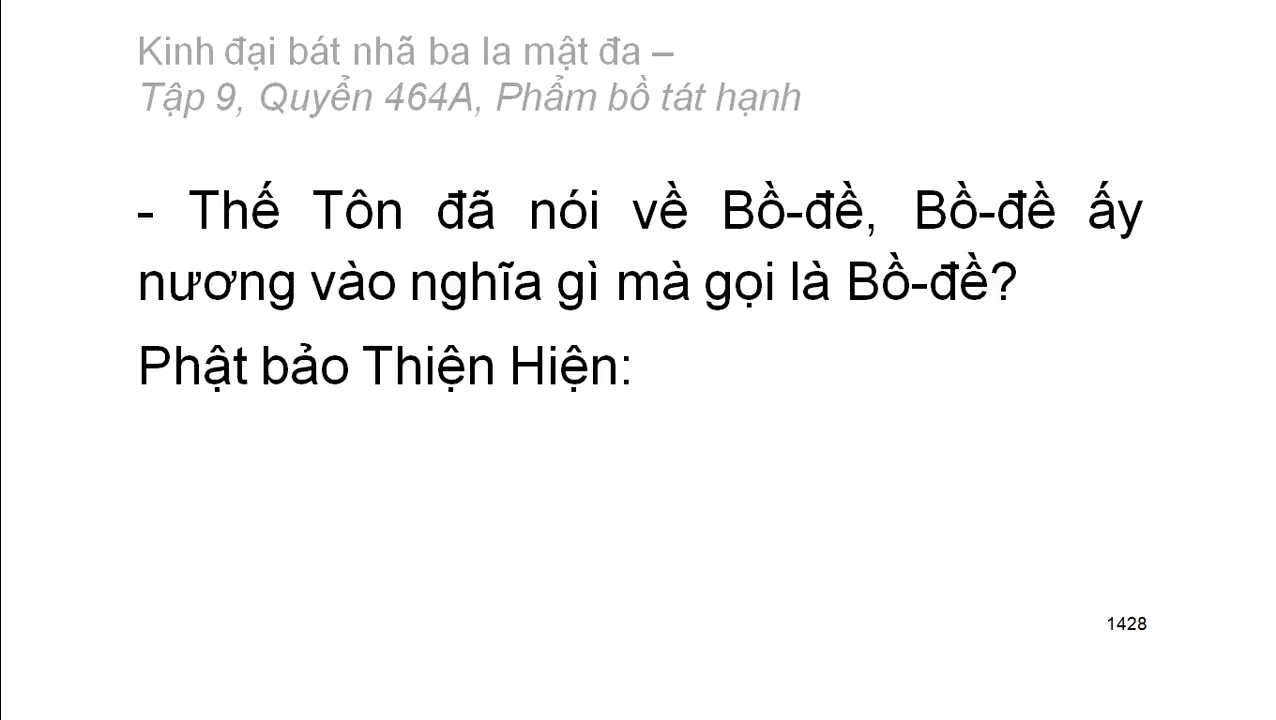 Kinh đại bát nhã ba la mật đa –
Tập 9, Quyển 464A, Phẩm bồ tát hạnh
- Thế Tôn đã nói về Bồ-đề, Bồ-đề ấy
nương vào nghĩa gì mà gọi là Bồ-đề?
Phật bảo Thiện Hiện:
1428